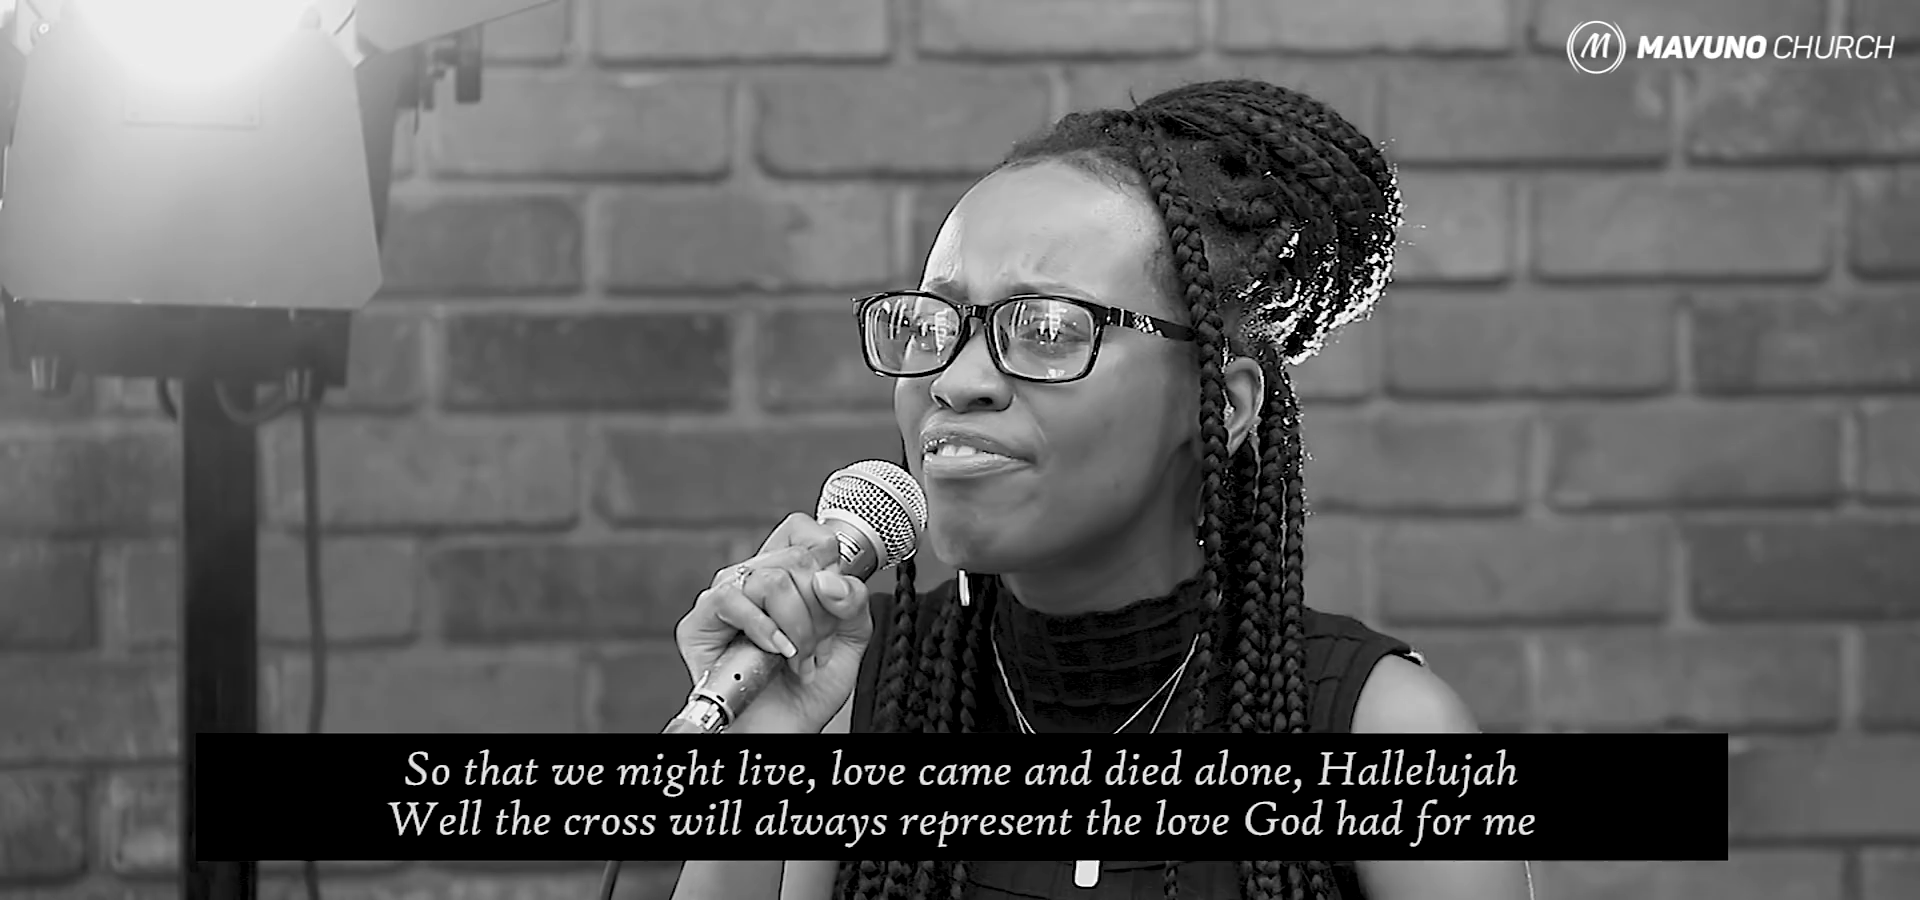 MAVUNO CHURCH
So that we might live, love came and died alone, Hallelujah
Well the cross will always represent the love God had for me